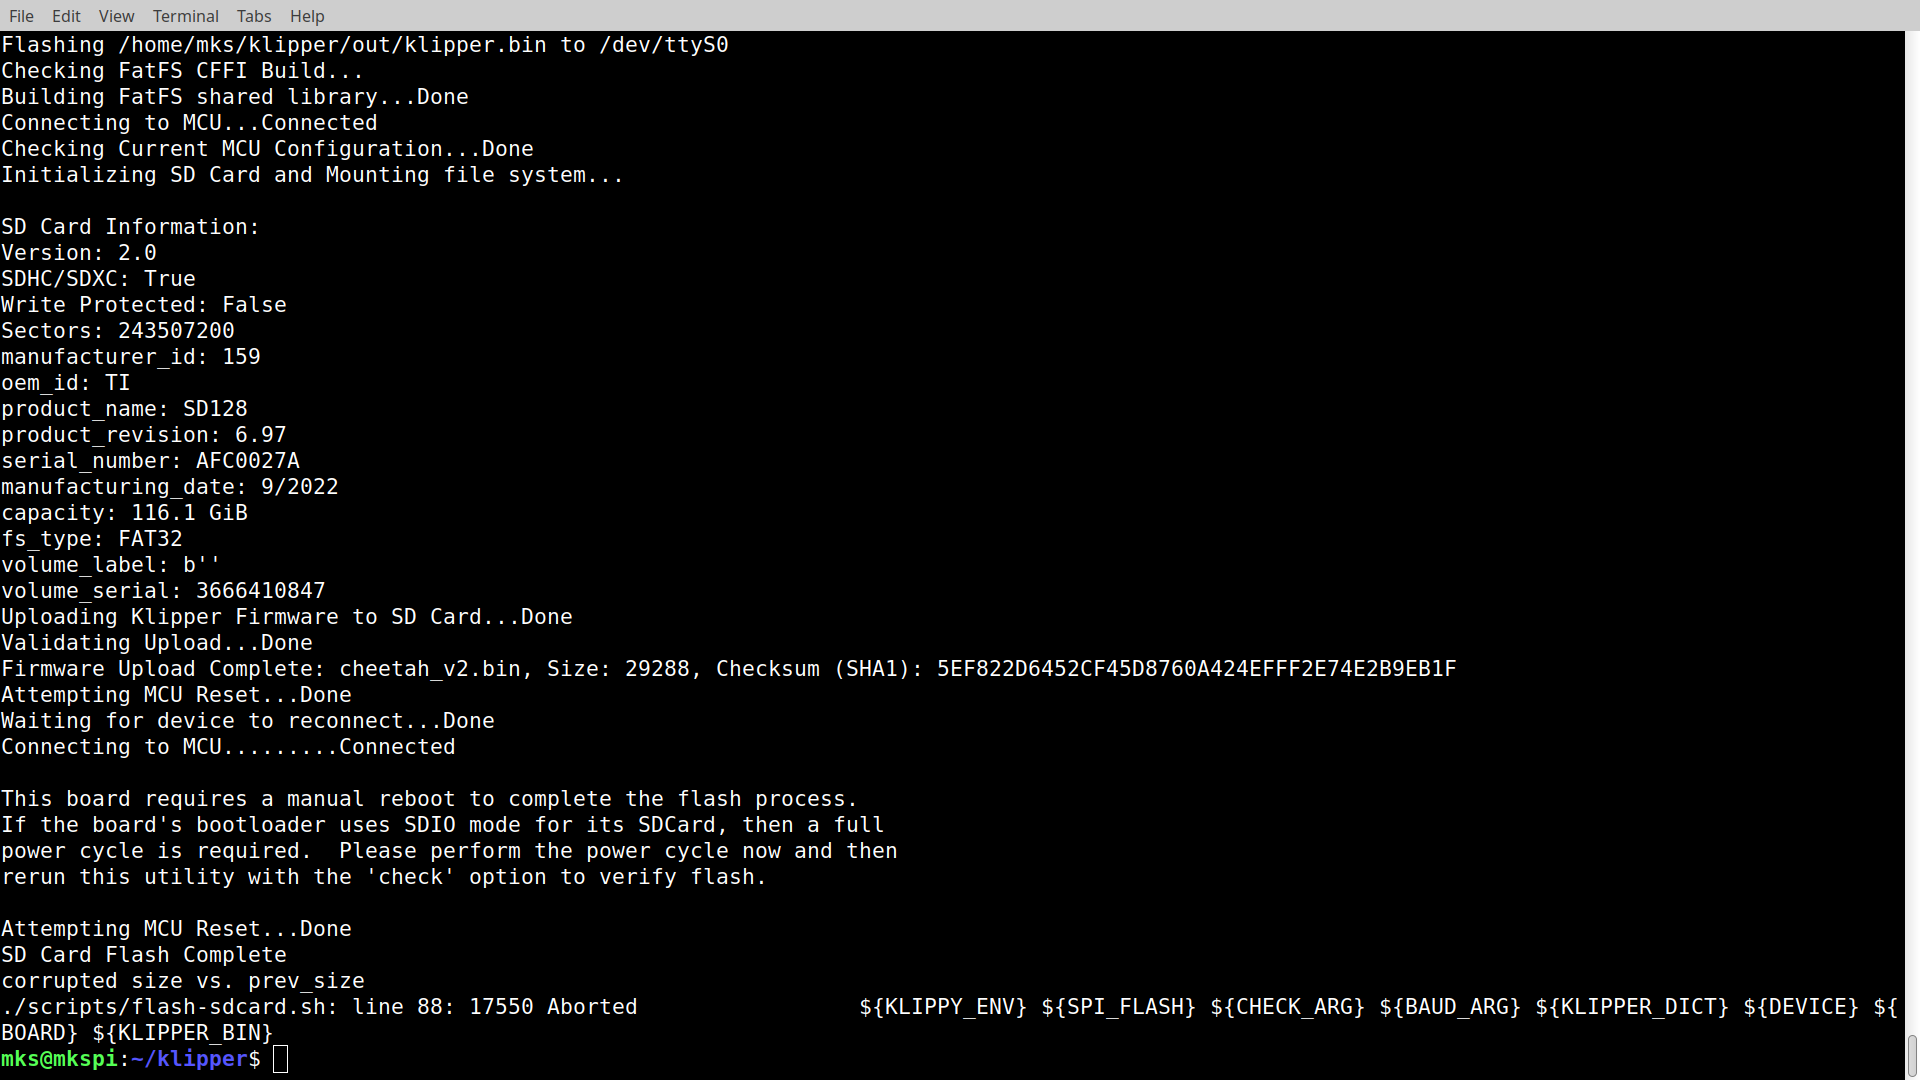 File Edit View Terminal Tabs Help
Flashing /home/mks/klipper/out/klipper.bin to /dev/ttyS0
Checking FatFS CFFI Build...
Building FatFS shared library...Done
Connecting to MCU...Connected
Checking Current MCU Configuration...Done
Initializing SD Card and Mounting file system...

SD Card Information:
Version: 2.0
SDHC/SDXC: True
Write Protected: False
Sectors: 243507200
manufacturer_id: 159
oem_id: TI
product_name: SD128
product_revision: 6.97
serial_number: AFC0027A
manufacturing_date: 9/2022
capacity: 116.1 GiB
fs_type: FAT32
volume_label: b''
volume_serial: 3666410847
Uploading Klipper Firmware to SD Card...Done
Validating Upload...Done
Firmware Upload Complete: cheetah_v2.bin, Size: 29288, Checksum (SHA1): 5EF822D6452CF45D8760A424EFFF2E74E2B9EB1F
Attempting MCU Reset...Done
Waiting for device to reconnect...Done
Connecting to MCU.........Connected

This board requires a manual reboot to complete the flash process.
If the board's bootloader uses SDIO mode for its SDCard, then a full
power cycle is required.  Please perform the power cycle now and then
rerun this utility with the 'check' option to verify flash.

Attempting MCU Reset...Done
SD Card Flash Complete
corrupted size vs. prev_size
./scripts/flash-sdcard.sh: line 88: 17550 Aborted                 ${KLIPPY_ENV} ${SPI_FLASH} ${CHECK_ARG} ${BAUD_ARG} ${KLIPPER_DICT} ${DEVICE} ${
BOARD} ${KLIPPER_BIN}
mks@mkspi:~/klipper$